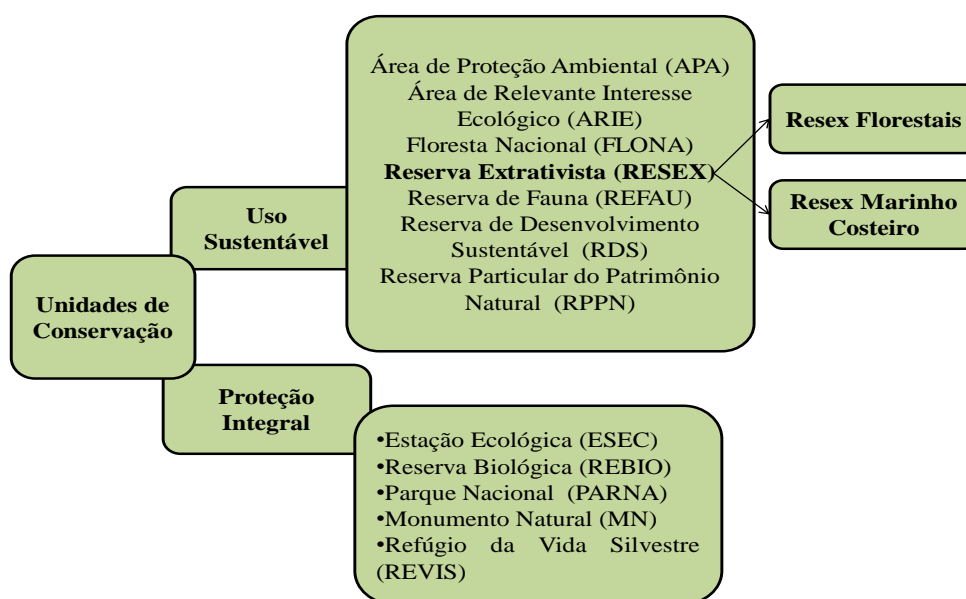 Unidades de
Conservação
Uso
Sustentável
Área de Proteção Ambiental (APA)
Área de Relevante Interesse
Ecológico (ARIE)
Floresta Nacional (FLONA)
Reserva Extrativista (RESEX)
Reserva de Fauna (REFAU)
Reserva de Desenvolvimento
Sustentável (RDS)
Reserva Particular do Patrimônio
Natural (RPPN)
Resex Florestais
Resex Marinho
Costeiro
Proteção
Integral
•Estação Ecológica (ESEC)
•Reserva Biológica (REBIO)
•Parque Nacional (PARNA)
•Monumento Natural (MN)
•Refúgio da Vida Silvestre
(REVIS)